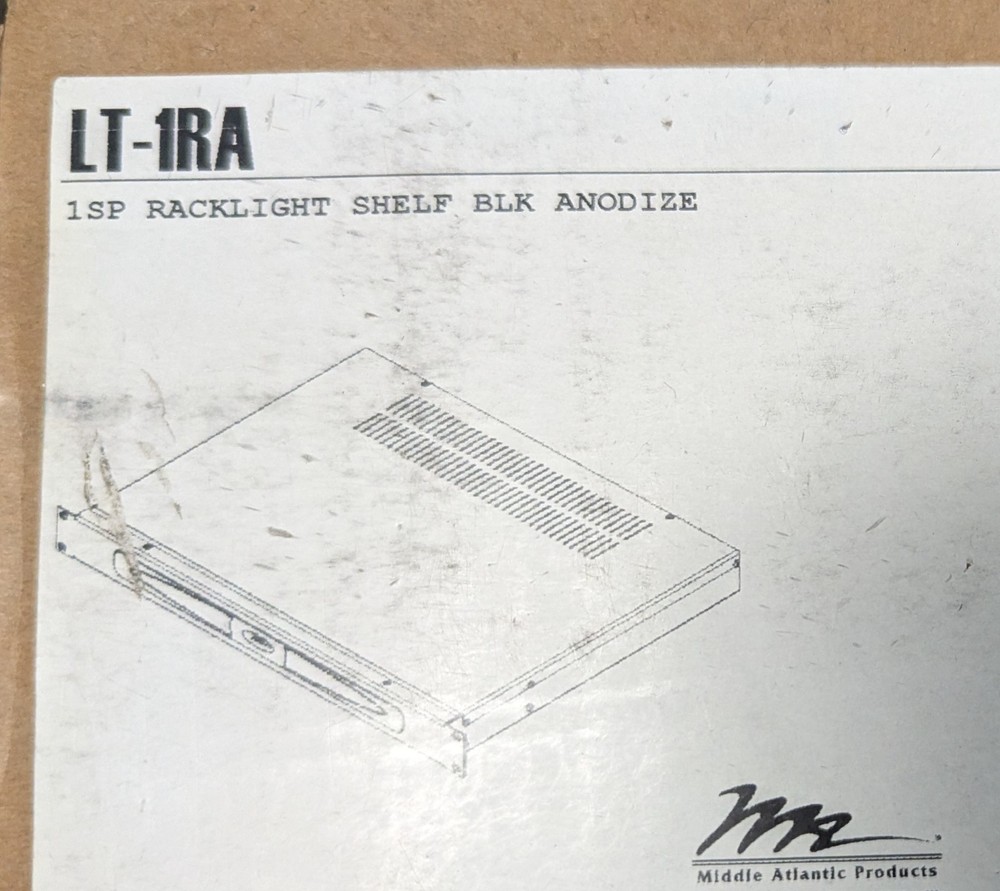 LT-1RA
1SP RACKLIGHT SHELF BLK ANODIZE
Middle Atlantic Products